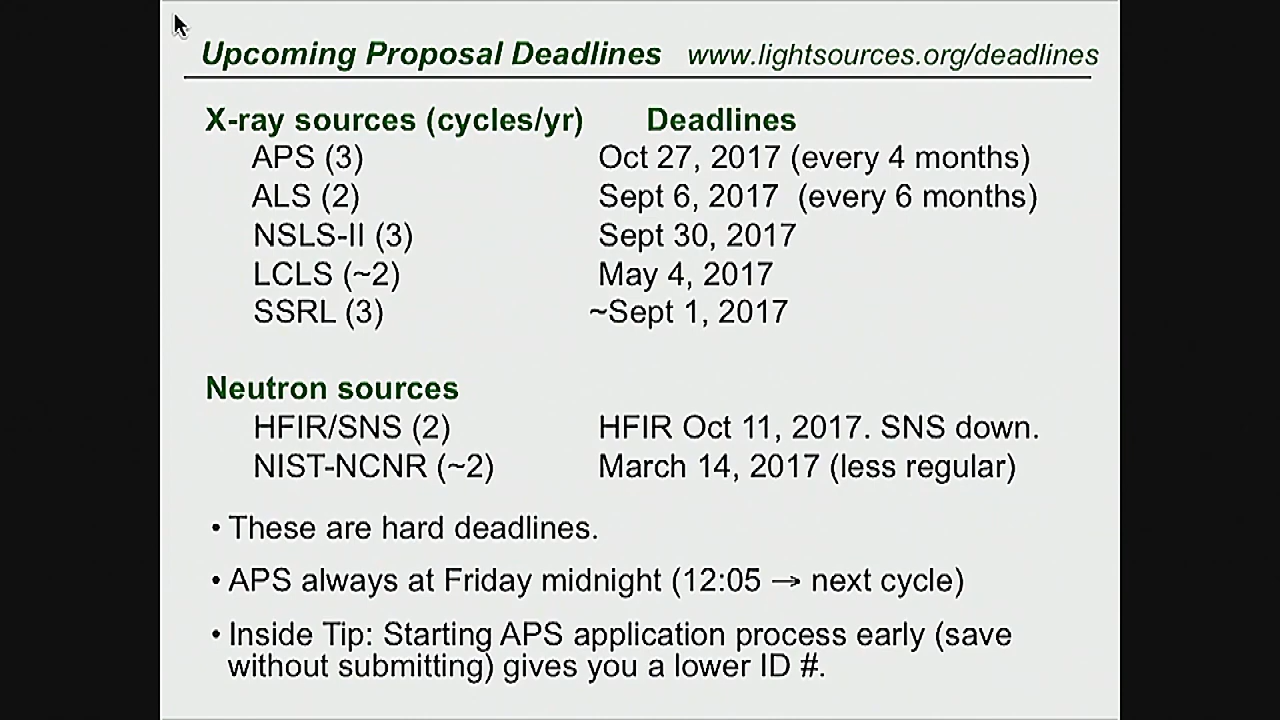 Upcoming Proposal Deadlines www.lightsources.org/deadlines
X-ray sources (cycles/yr) Deadlines
APS (3) Oct 27, 2017 (every 4 months)
ALS (2) Sept 6, 2017 (every 6 months)
NSLS-II (3) Sept 30, 2017
LCLS (~2) May 4, 2017
SSRL (3) ~Sept 1, 2017
Neutron sources
HFIR/SNS (2) HFIR Oct 11, 2017. SNS down.
NIST-NCNR (~2) March 14, 2017 (less regular)
• These are hard deadlines.
• APS always at Friday midnight (12:05 → next cycle)
• Inside Tip: Starting APS application process early (save
without submitting) gives you a lower ID #.